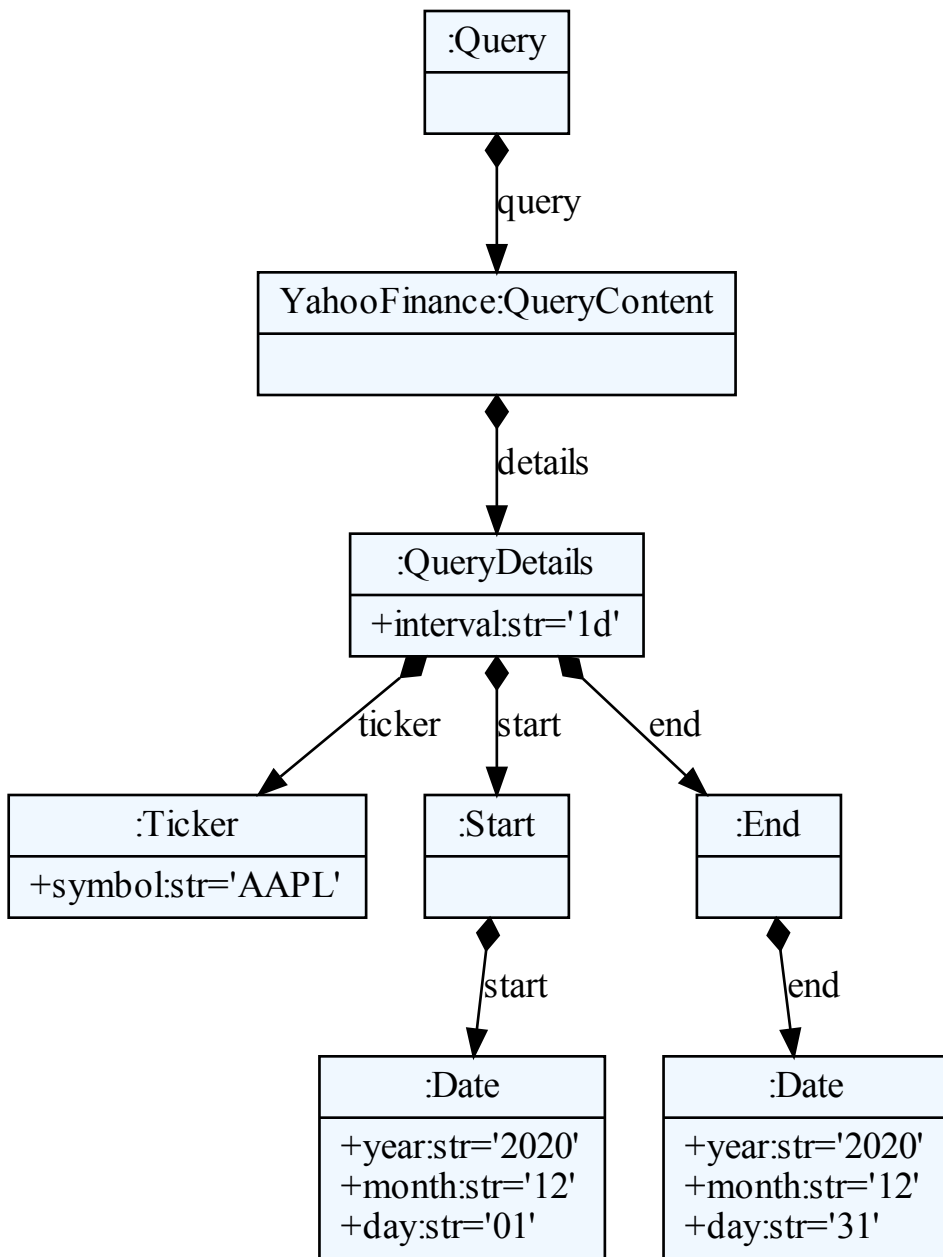 :Query
query
YahooFinance:QueryContent
details
:QueryDetails
+interval:str='1d'
ticker
start
end
:Ticker
+symbol:str='AAPL'
:Start
:End
start
end
:Date
+year:str='2020'
+month:str='12'
+day:str='01'
:Date
+year:str='2020'
+month:str='12'
+day:str='31'